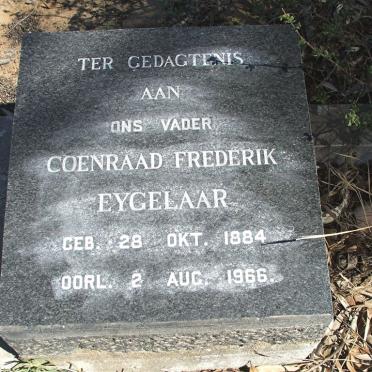 TER GEDAGTENIS
AAN
ONS VADER
COENRAAD FREDERIK
EYGELAAR
GEB. 28 OKT. 1884
OORL. 2 AUG. 1966.